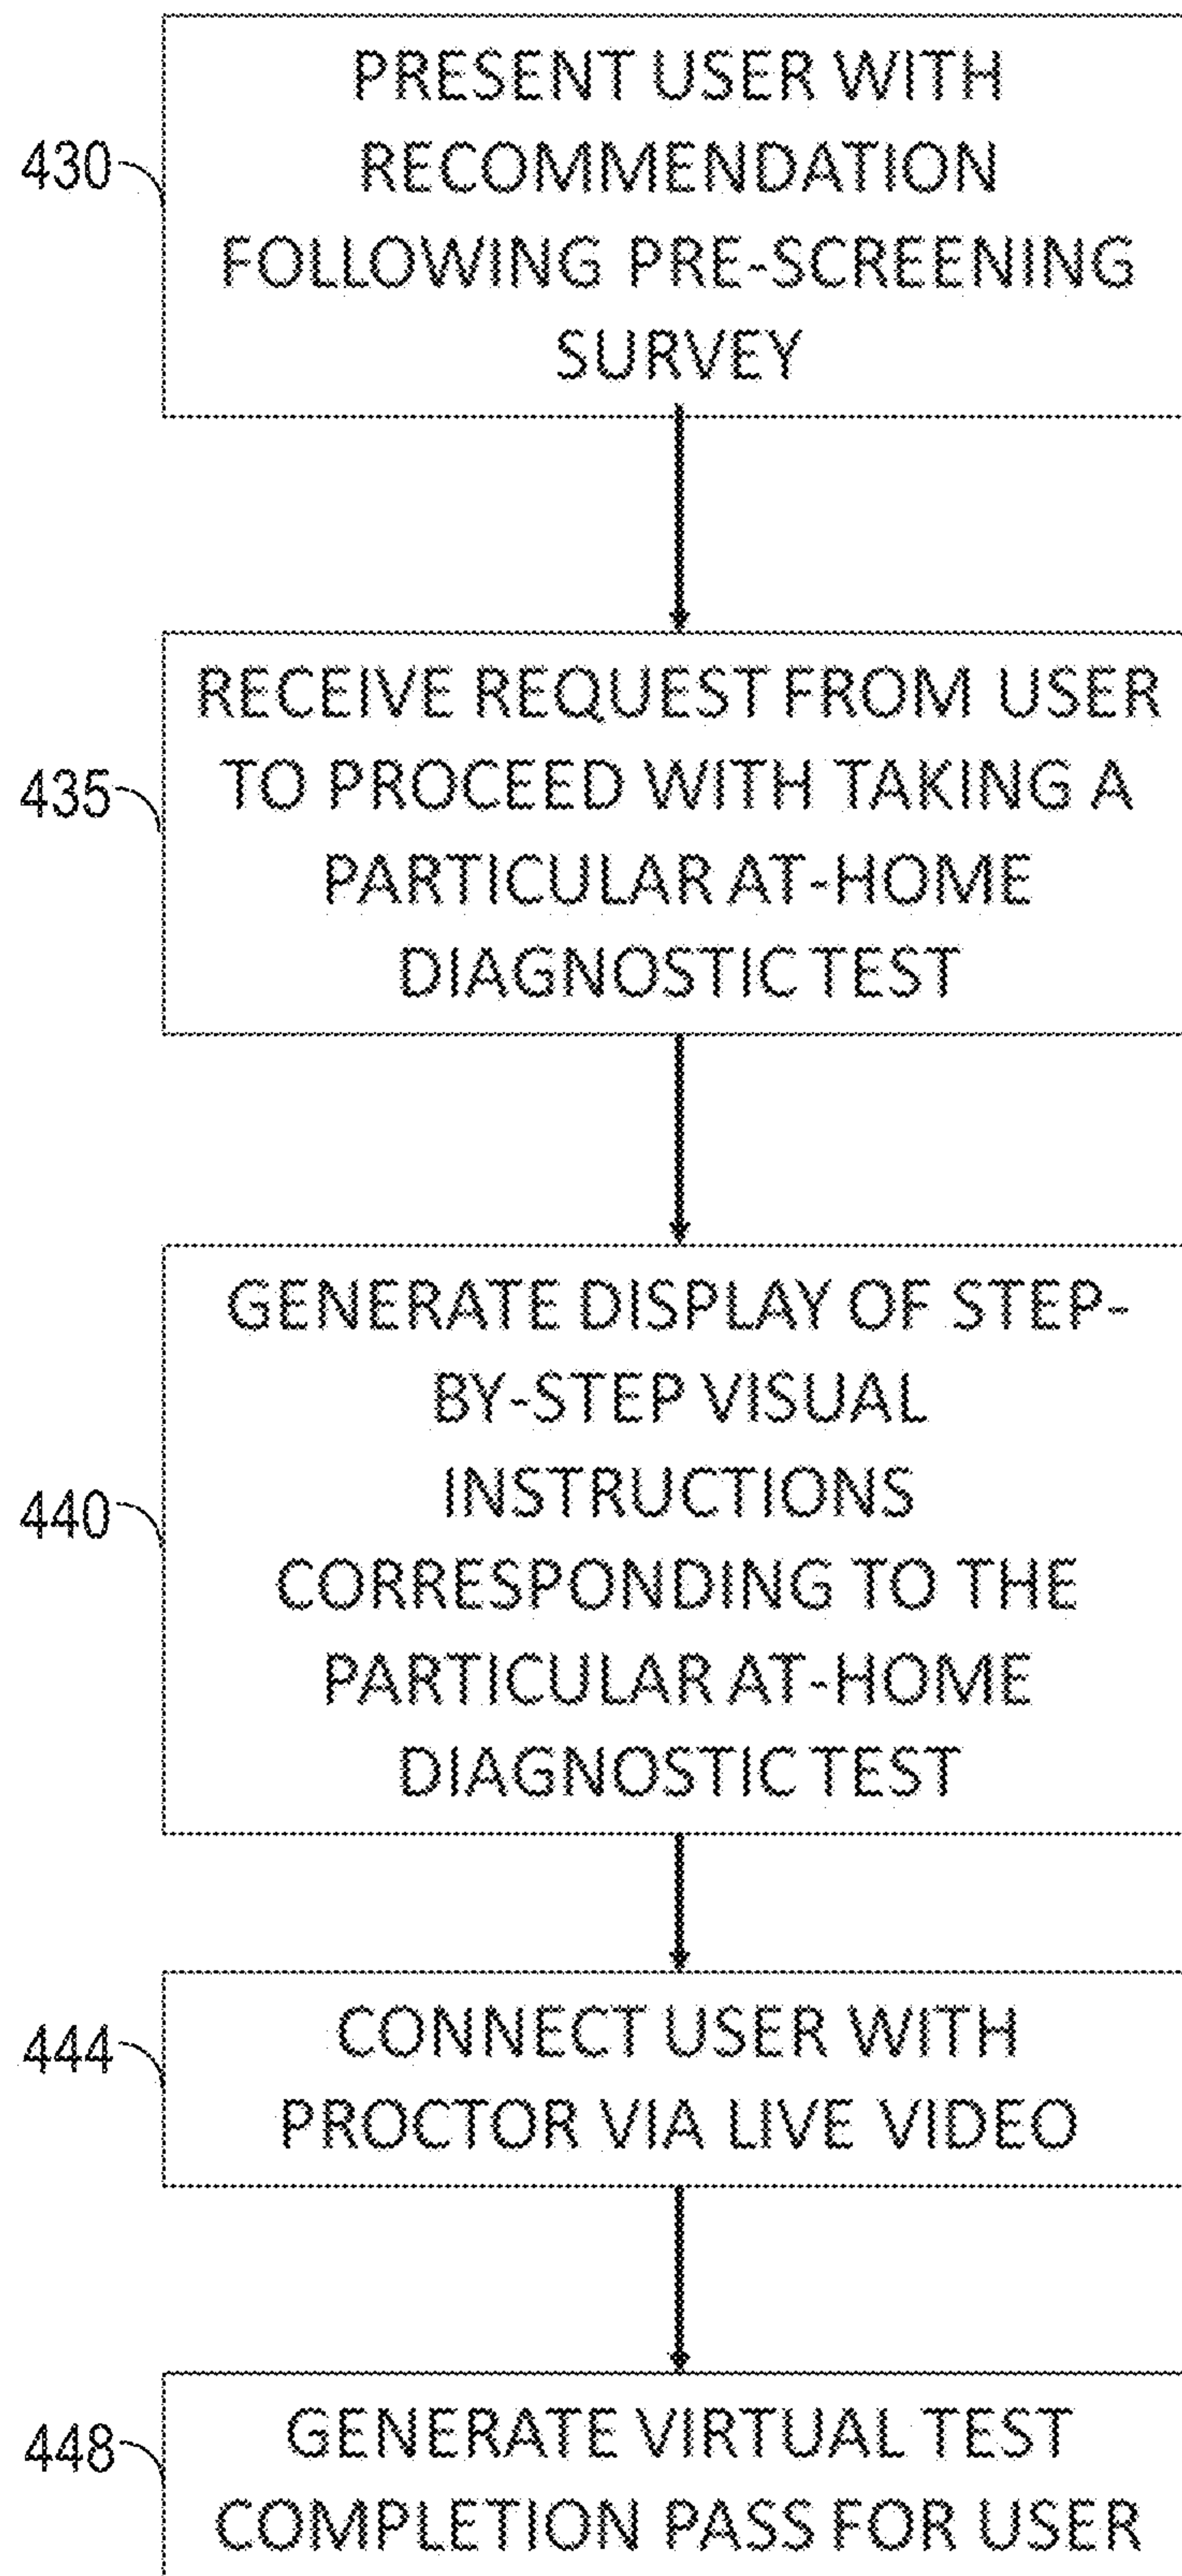 PRESENT USER WITH
430
RECOMMENDATION
FOLLOWING PRE-SCREENING
SURVEY
RECEIVE REQUEST FROM USER
435
TO PROCEED WITH TAKING A
PARTICULAR AT-HOME
DIAGNOSTIC TEST
GENERATE DISPLAY OF STEP-
BY-STEP VISUAL
INSTRUCTIONS
440
CORRESPONDING TO THE
PARTICULAR AT-HOME
DIAGNOSTIC TEST
CONNECT USER WITH
444
PROCTOR VIA LIVE VIDEO
GENERATE VIRTUAL TEST
448
COMPLETION PASS FOR USER